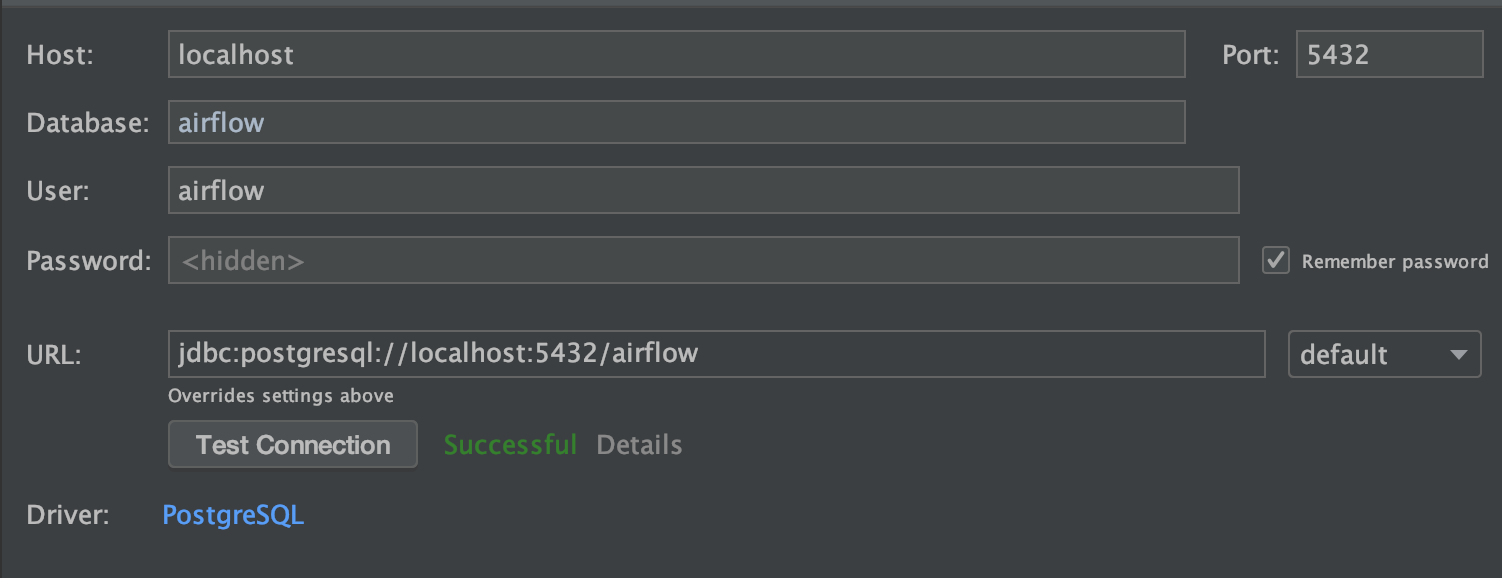 Host: localhost Port: 5432
Database: airflow
User: airflow
Password: <hidden> Remember password
URL: jdbc:postgresql://localhost:5432/airflow default
Overrides settings above
Test Connection Successful Details
Driver: PostgreSQL